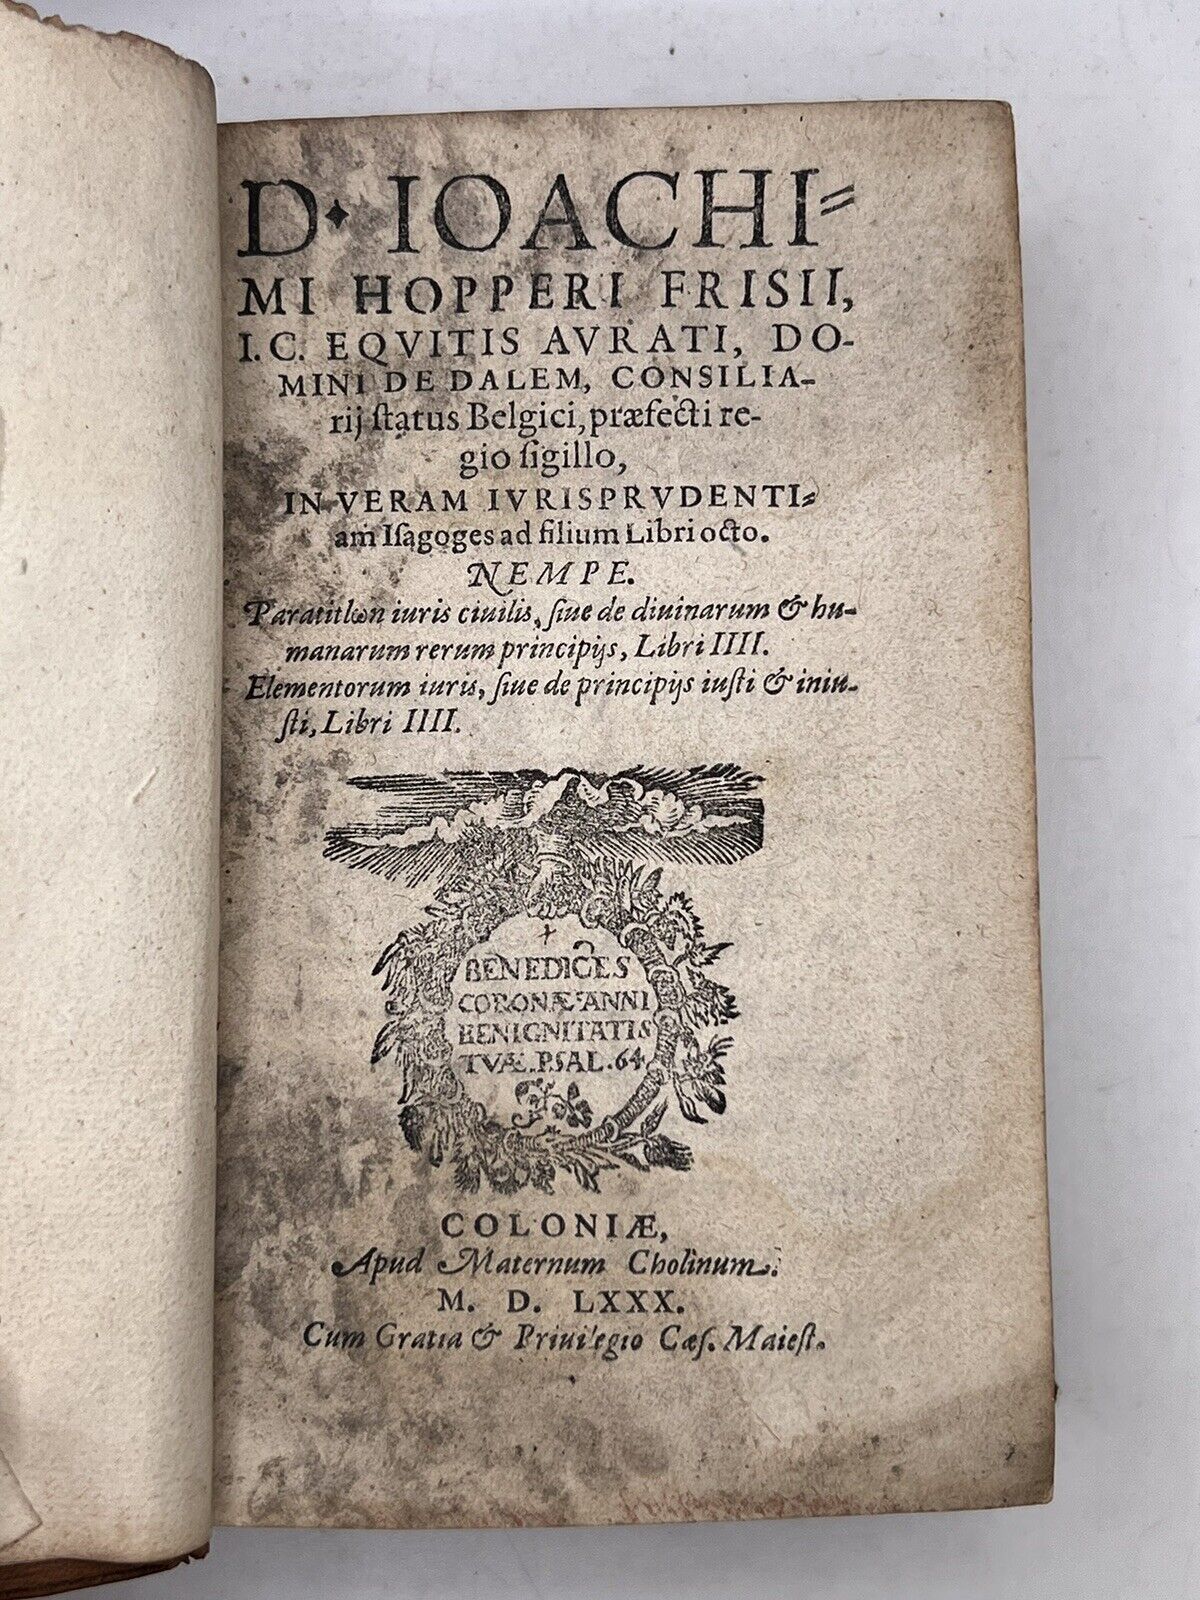 D. IOACHI=
MI HOPPERI FRISII,
I. C. EQVITIS AVRATI, DO-
MINI DE DALEM, CONSILIA-
rij ſtatus Belgici, præfecti re-
gio ſigillo,
IN VERAM IVRISPRVDENTI=
am Iſagoges ad filium Libri octo.
NEMPE.
Paratitlωn iuris ciuilis, ſiue de diuinarum & hu-
manarum rerum principijs, Libri IIII.
Elementorum iuris, ſiue de principijs iuſti & iniu-
ſti, Libri IIII.
BENEDICES
CORONÆ ANNI
BENIGNITATIS
TVÆ. PSAL. 64
COLONIÆ,
Apud Maternum Cholinum.
M. D. LXXX.
Cum Gratia & Priuilegio Cæſ. Maieſt.